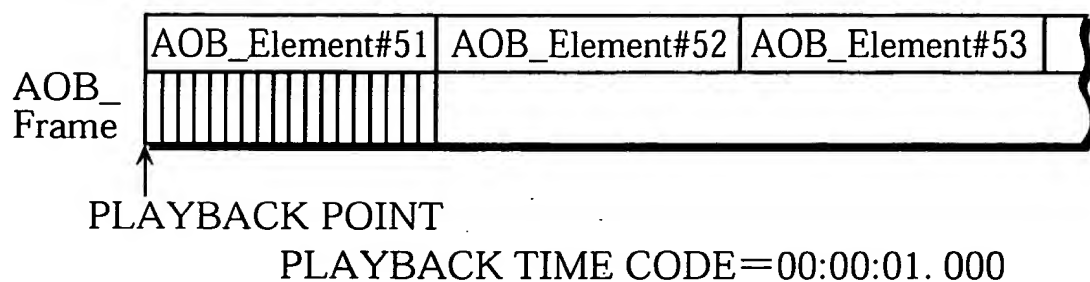 AOB_Element#51 AOB_Element#52 AOB_Element#53
AOB_
Frame
PLAYBACK POINT
PLAYBACK TIME CODE=00:00:01. 000